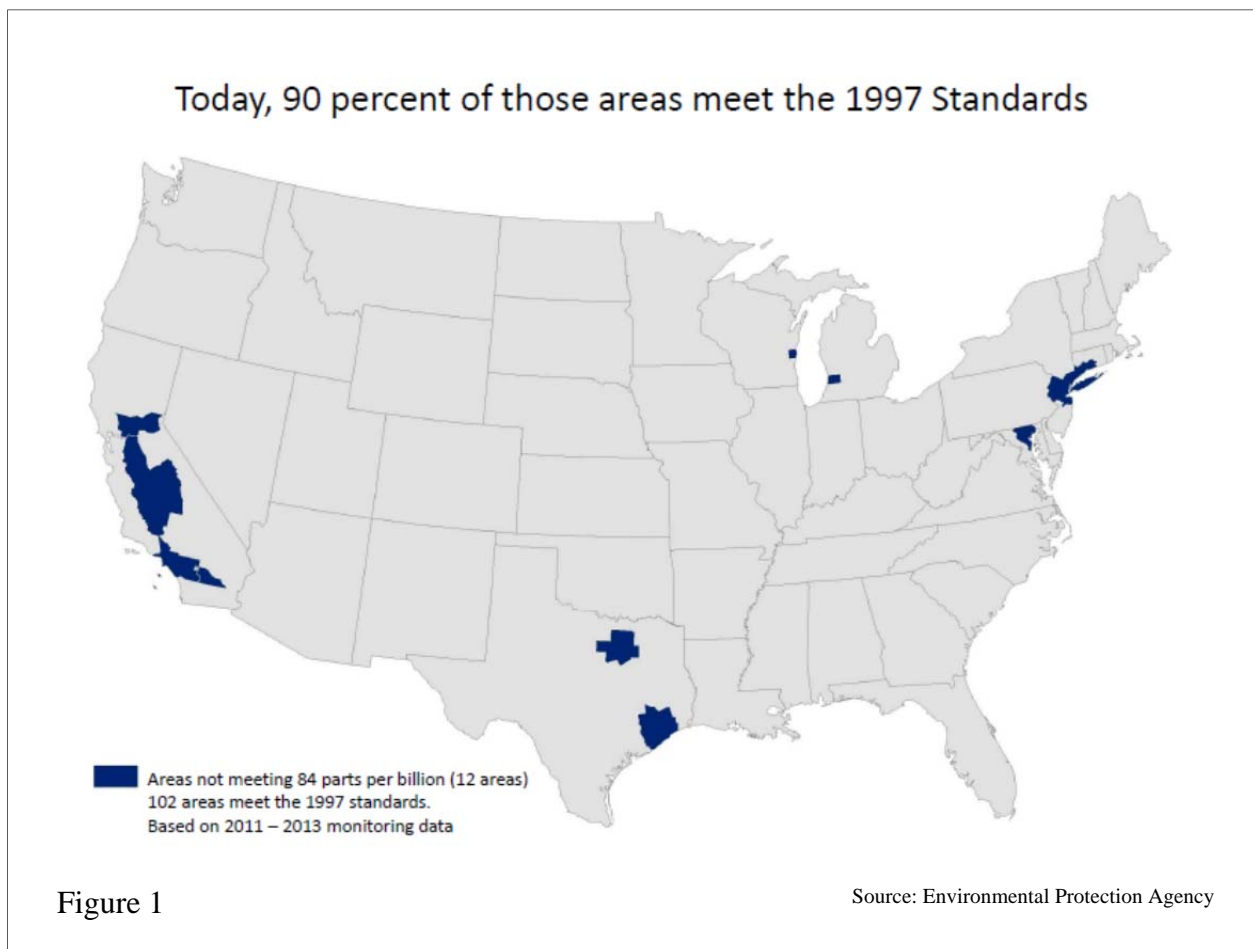 Today, 90 percent of those areas meet the 1997 Standards
Areas not meeting 84 parts per billion (12 areas)
102 areas meet the 1997 standards.
Based on 2011 – 2013 monitoring data
Figure 1
Source: Environmental Protection Agency